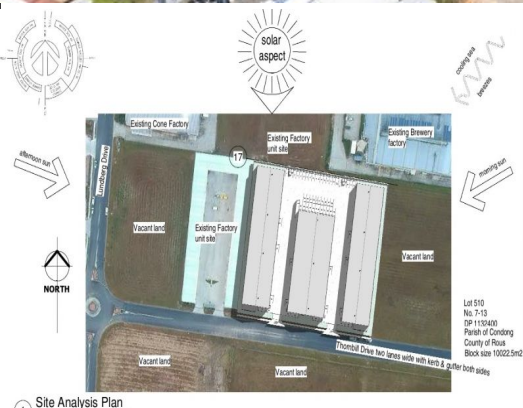 solar
aspect
cooling sea
breezes
Existing Cone Factory
Existing Factory
unit site
Existing Brewery
factory
17
afternoon sun
morning sun
Lundberg Drive
Vacant land
Existing Factory
unit site
Vacant land
NORTH
Lot 510
No. 7-13
DP 1132400
Parish of Condong
County of Rous
Block size 10022.5m2
Thornbill Drive two lanes wide with kerb & gutter both sides
Vacant land
Vacant land
Site Analysis Plan